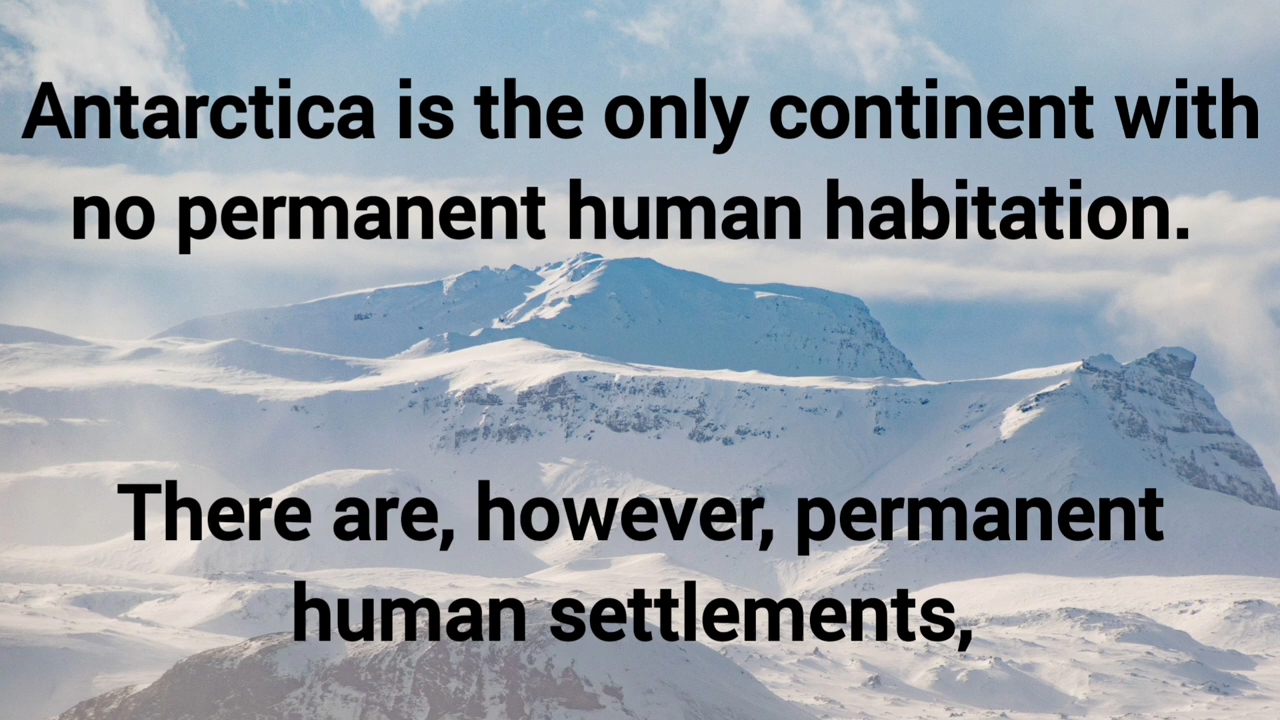 Antarctica is the only continent with
no permanent human habitation.
There are, however, permanent
human settlements,